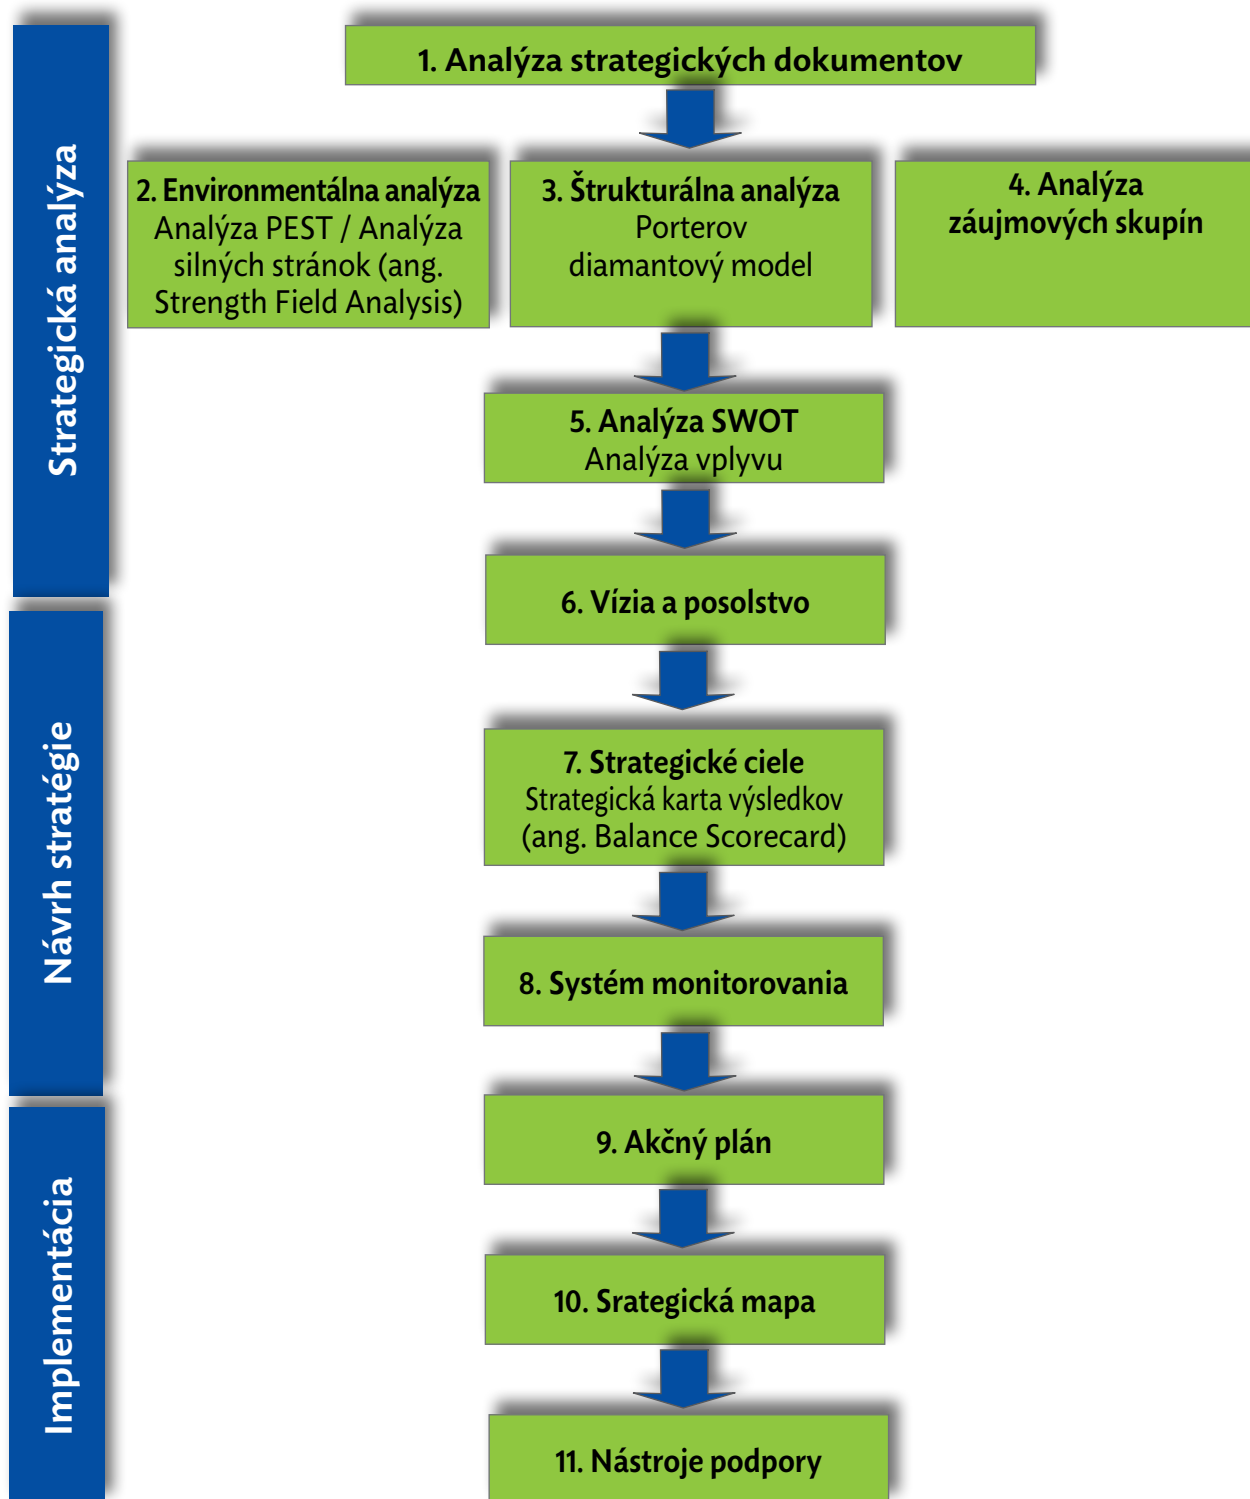 Strategická analýza
1. Analýza strategických dokumentov
2. Environmentálna analýza
Analýza PEST / Analýza
silných stránok (ang.
Strength Field Analysis)
3. Štrukturálna analýza
Porterov
diamantový model
4. Analýza
záujmových skupín
5. Analýza SWOT
Analýza vplyvu
6. Vízia a posolstvo
Návrh stratégie
7. Strategické ciele
Strategická karta výsledkov
(ang. Balance Scorecard)
8. Systém monitorovania
Implementácia
9. Akčný plán
10. Srategická mapa
11. Nástroje podpory